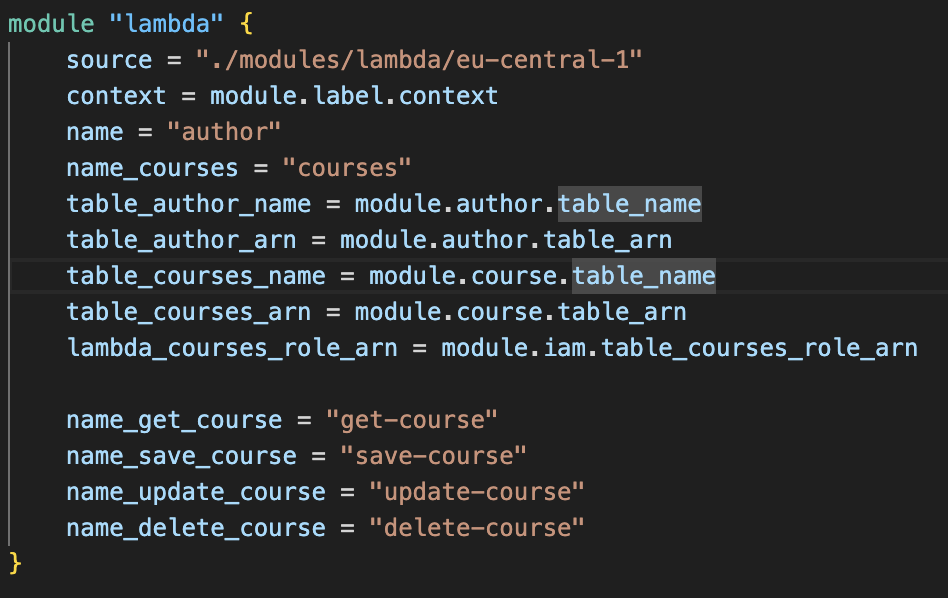 module "lambda" {
    source = "./modules/lambda/eu-central-1"
    context = module.label.context
    name = "author"
    name_courses = "courses"
    table_author_name = module.author.table_name
    table_author_arn = module.author.table_arn
    table_courses_name = module.course.table_name
    table_courses_arn = module.course.table_arn
    lambda_courses_role_arn = module.iam.table_courses_role_arn

    name_get_course = "get-course"
    name_save_course = "save-course"
    name_update_course = "update-course"
    name_delete_course = "delete-course"
}